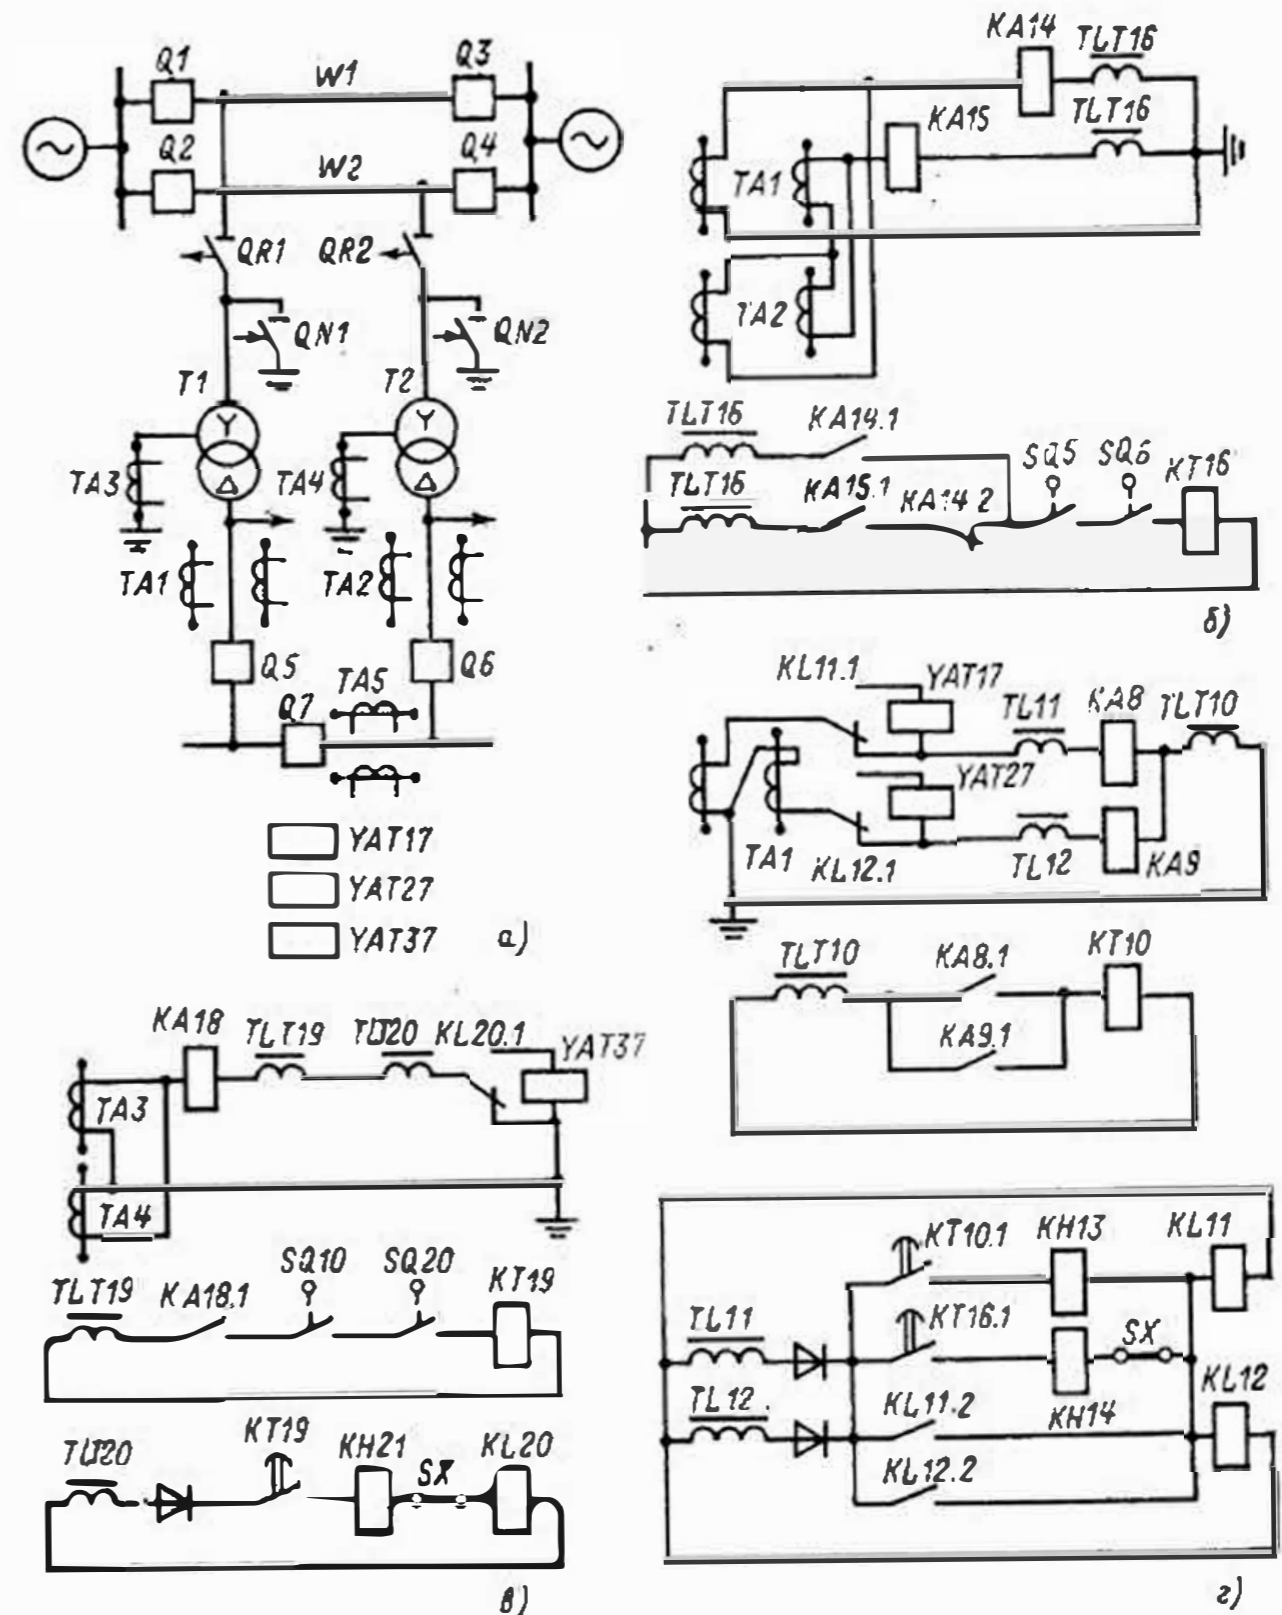 Q1
W1
Q3
Q2
W2
Q4
QR1
QR2
QN1
QN2
T1
T2
TA3
TA4
TA1
TA2
Q5
Q6
TA5
Q7
YAT17
YAT27
YAT37
а)
KA14
TLT16
KA15
TLT16
TA1
TA2
TLT16
KA14.1
TLT16
KA15.1
KA14.2
SQ5
SQ6
KT16
б)
KA18
TLT19
TLT20
KL20.1
YAT37
TA3
TA4
TLT19
KA18.1
SQ10
SQ20
KT19
TLT20
KT19
KH21
SX
KL20
в)
KL11.1
YAT17
TL11
KA8
TLT10
YAT27
TA1
KL12.1
TL12
KA9
TLT10
KA8.1
KT10
KA9.1
KT10.1
KH13
KL11
TL11
KT16.1
SX
TL12.
KL11.2
KH14
KL12
KL12.2
г)